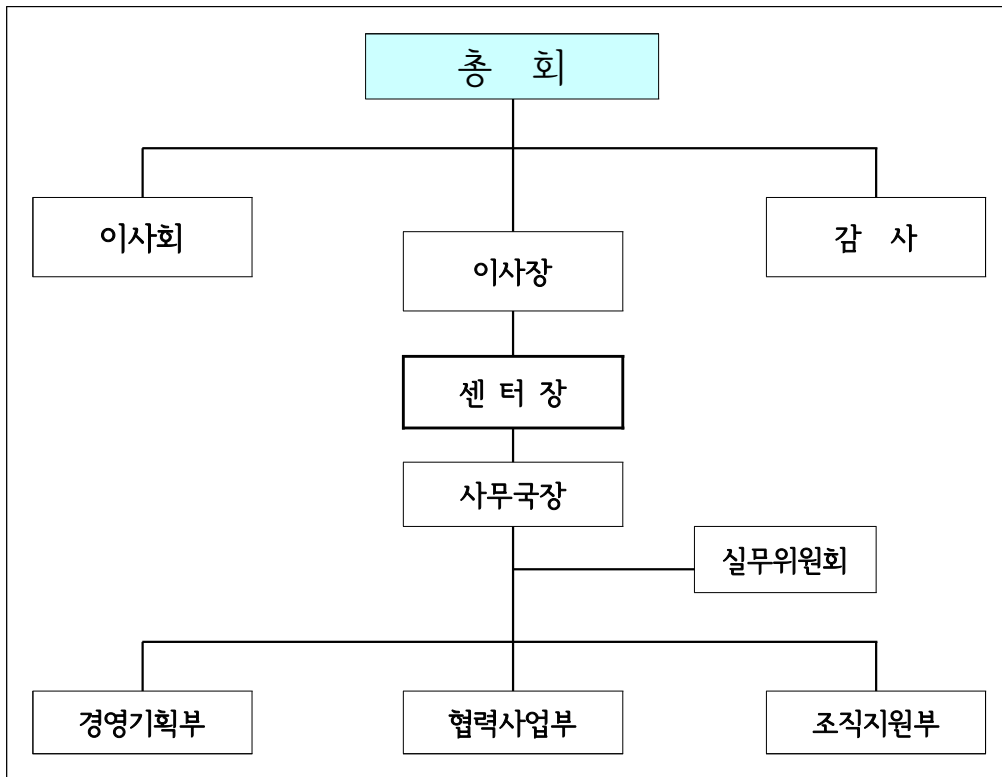 총 회
이사회
감 사
이사장
센 터 장
사무국장
실무위원회
경영기획부
협력사업부
조직지원부